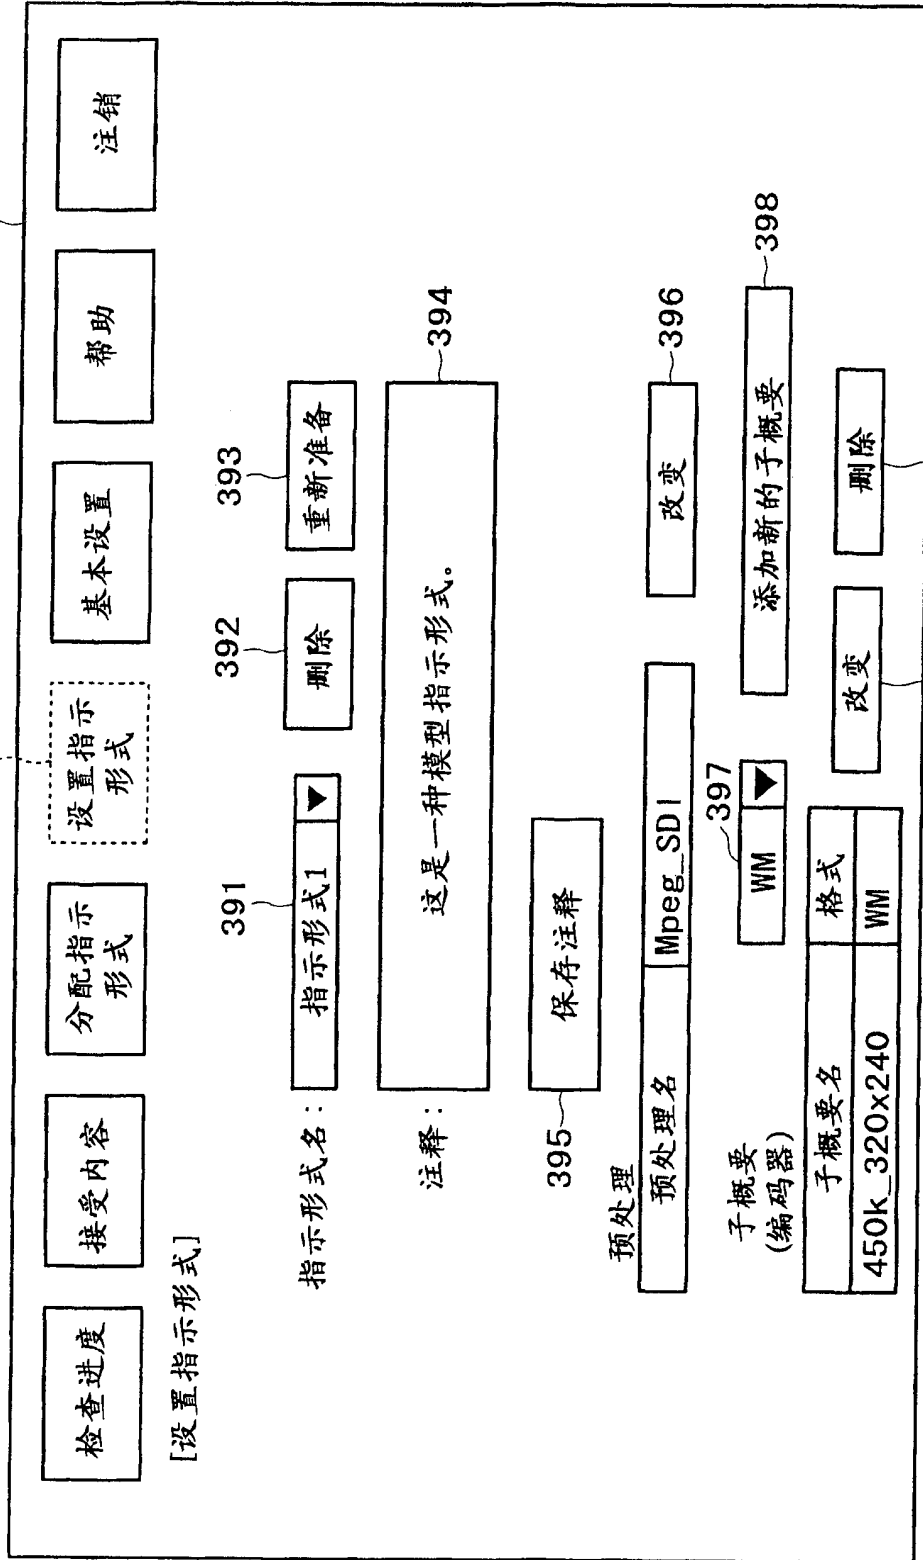 检查进度
接受内容
分配指示
形式
设置指示
形式
基本设置
帮助
注销
[设置指示形式]
391
392
393
指示形式名：
指示形式1
删除
重新准备
394
注释：
这是一种模型指示形式。
395
保存注释
396
预处理
预处理名
Mpeg_SDI
改变
397
398
子概要
(编码器)
WM
添加新的子概要
子概要名
格式
450k_320x240
WM
改变
删除